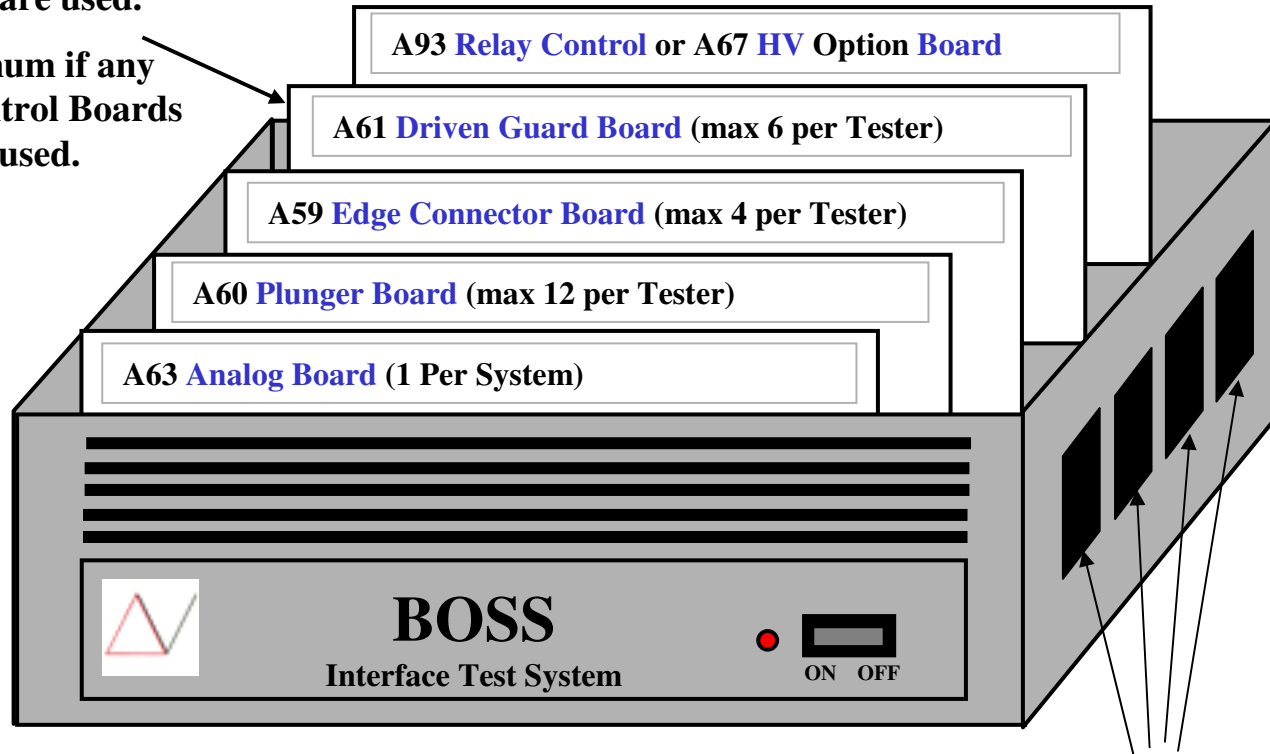 are used.
num if any
trol Boards
used.
A93 Relay Control or A67 HV Option Board
A61 Driven Guard Board (max 6 per Tester)
A59 Edge Connector Board (max 4 per Tester)
A60 Plunger Board (max 12 per Tester)
A63 Analog Board (1 Per System)
BOSS
Interface Test System
ON OFF